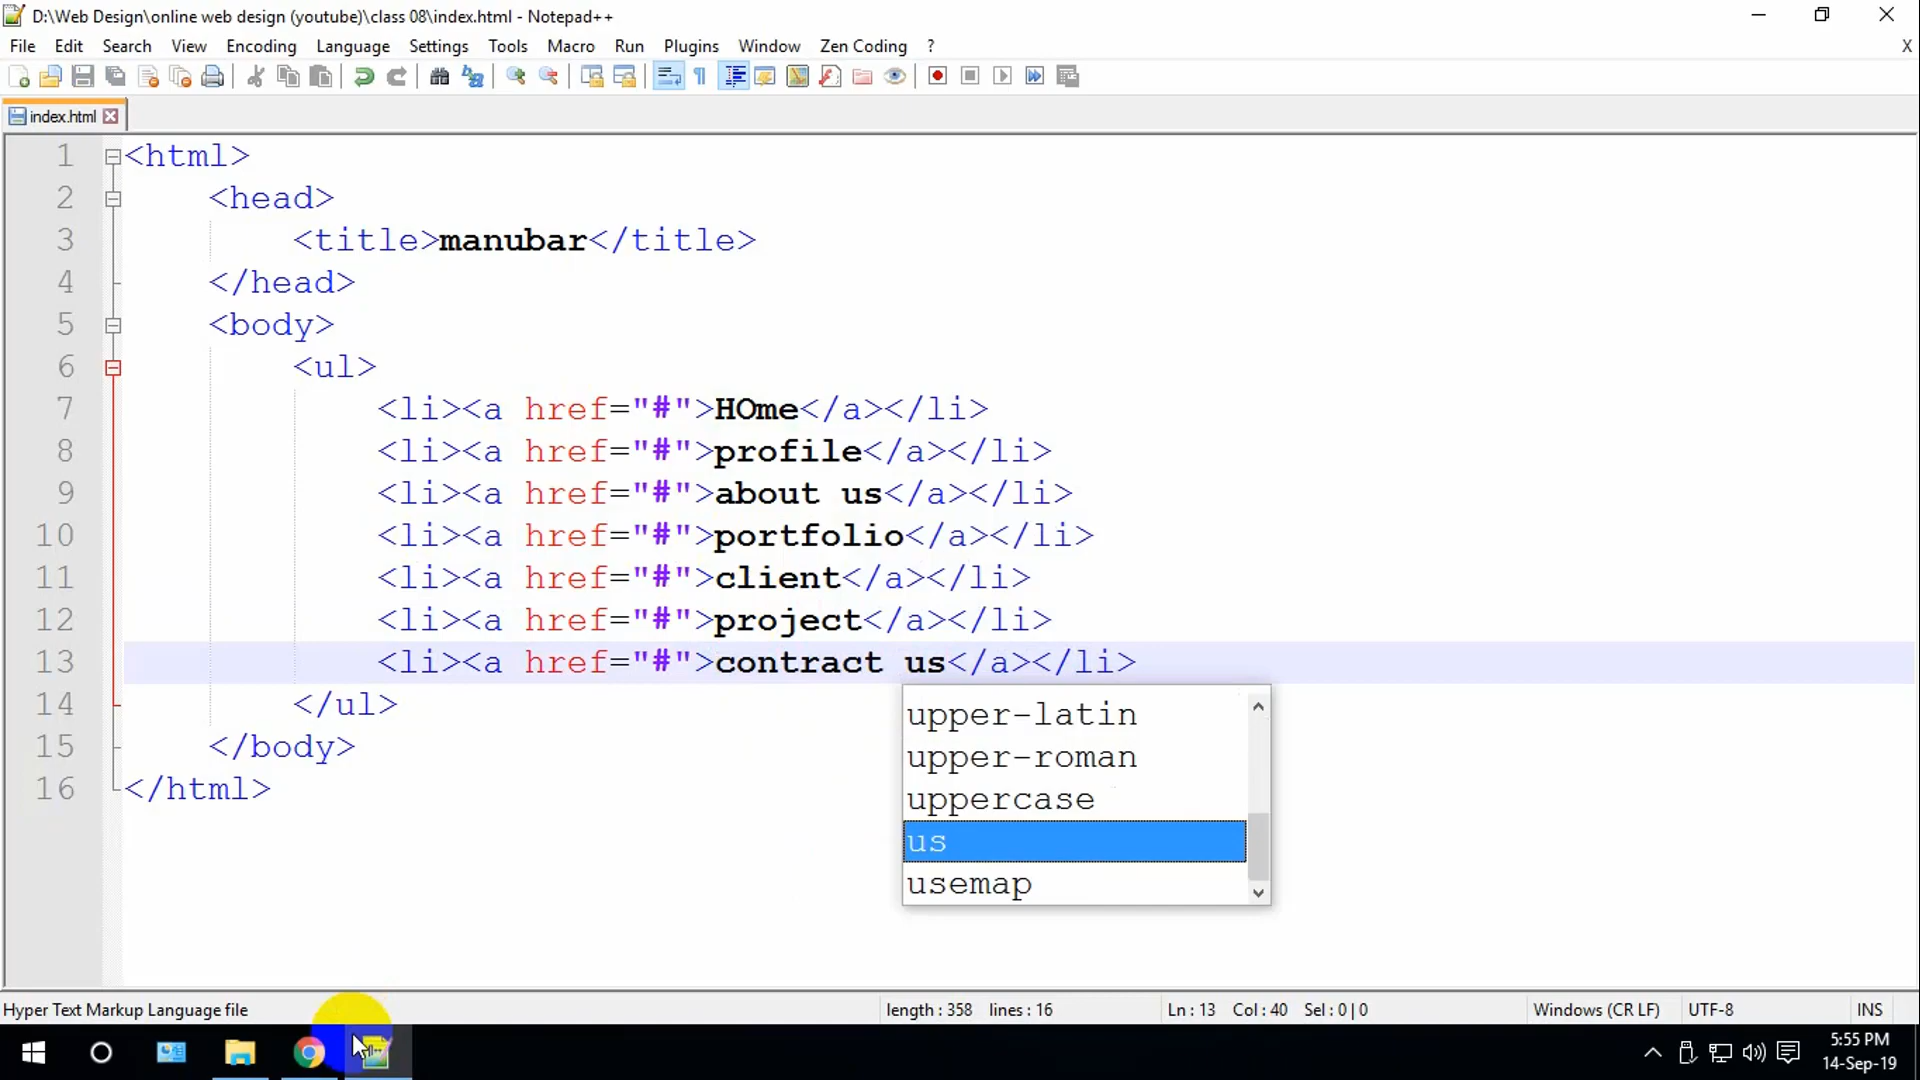 D:\Web Design\online web design (youtube)\class 08\index.html - Notepad++
File Edit Search View Encoding Language Settings Tools Macro Run Plugins Window Zen Coding ? X
index.html
1 <html>
2 <head>
3 <title>manubar</title>
4 </head>
5 <body>
6 <ul>
7 <li><a href="#">HOme</a></li>
8 <li><a href="#">profile</a></li>
9 <li><a href="#">about us</a></li>
10 <li><a href="#">portfolio</a></li>
11 <li><a href="#">client</a></li>
12 <li><a href="#">project</a></li>
13 <li><a href="#">contract us</a></li>
14 </ul>
15 </body>
16 </html>
upper-latin
upper-roman
uppercase
us
usemap
Hyper Text Markup Language file length : 358 lines : 16 Ln : 13 Col : 40 Sel : 0 | 0 Windows (CR LF) UTF-8 INS
5:55 PM
14-Sep-19